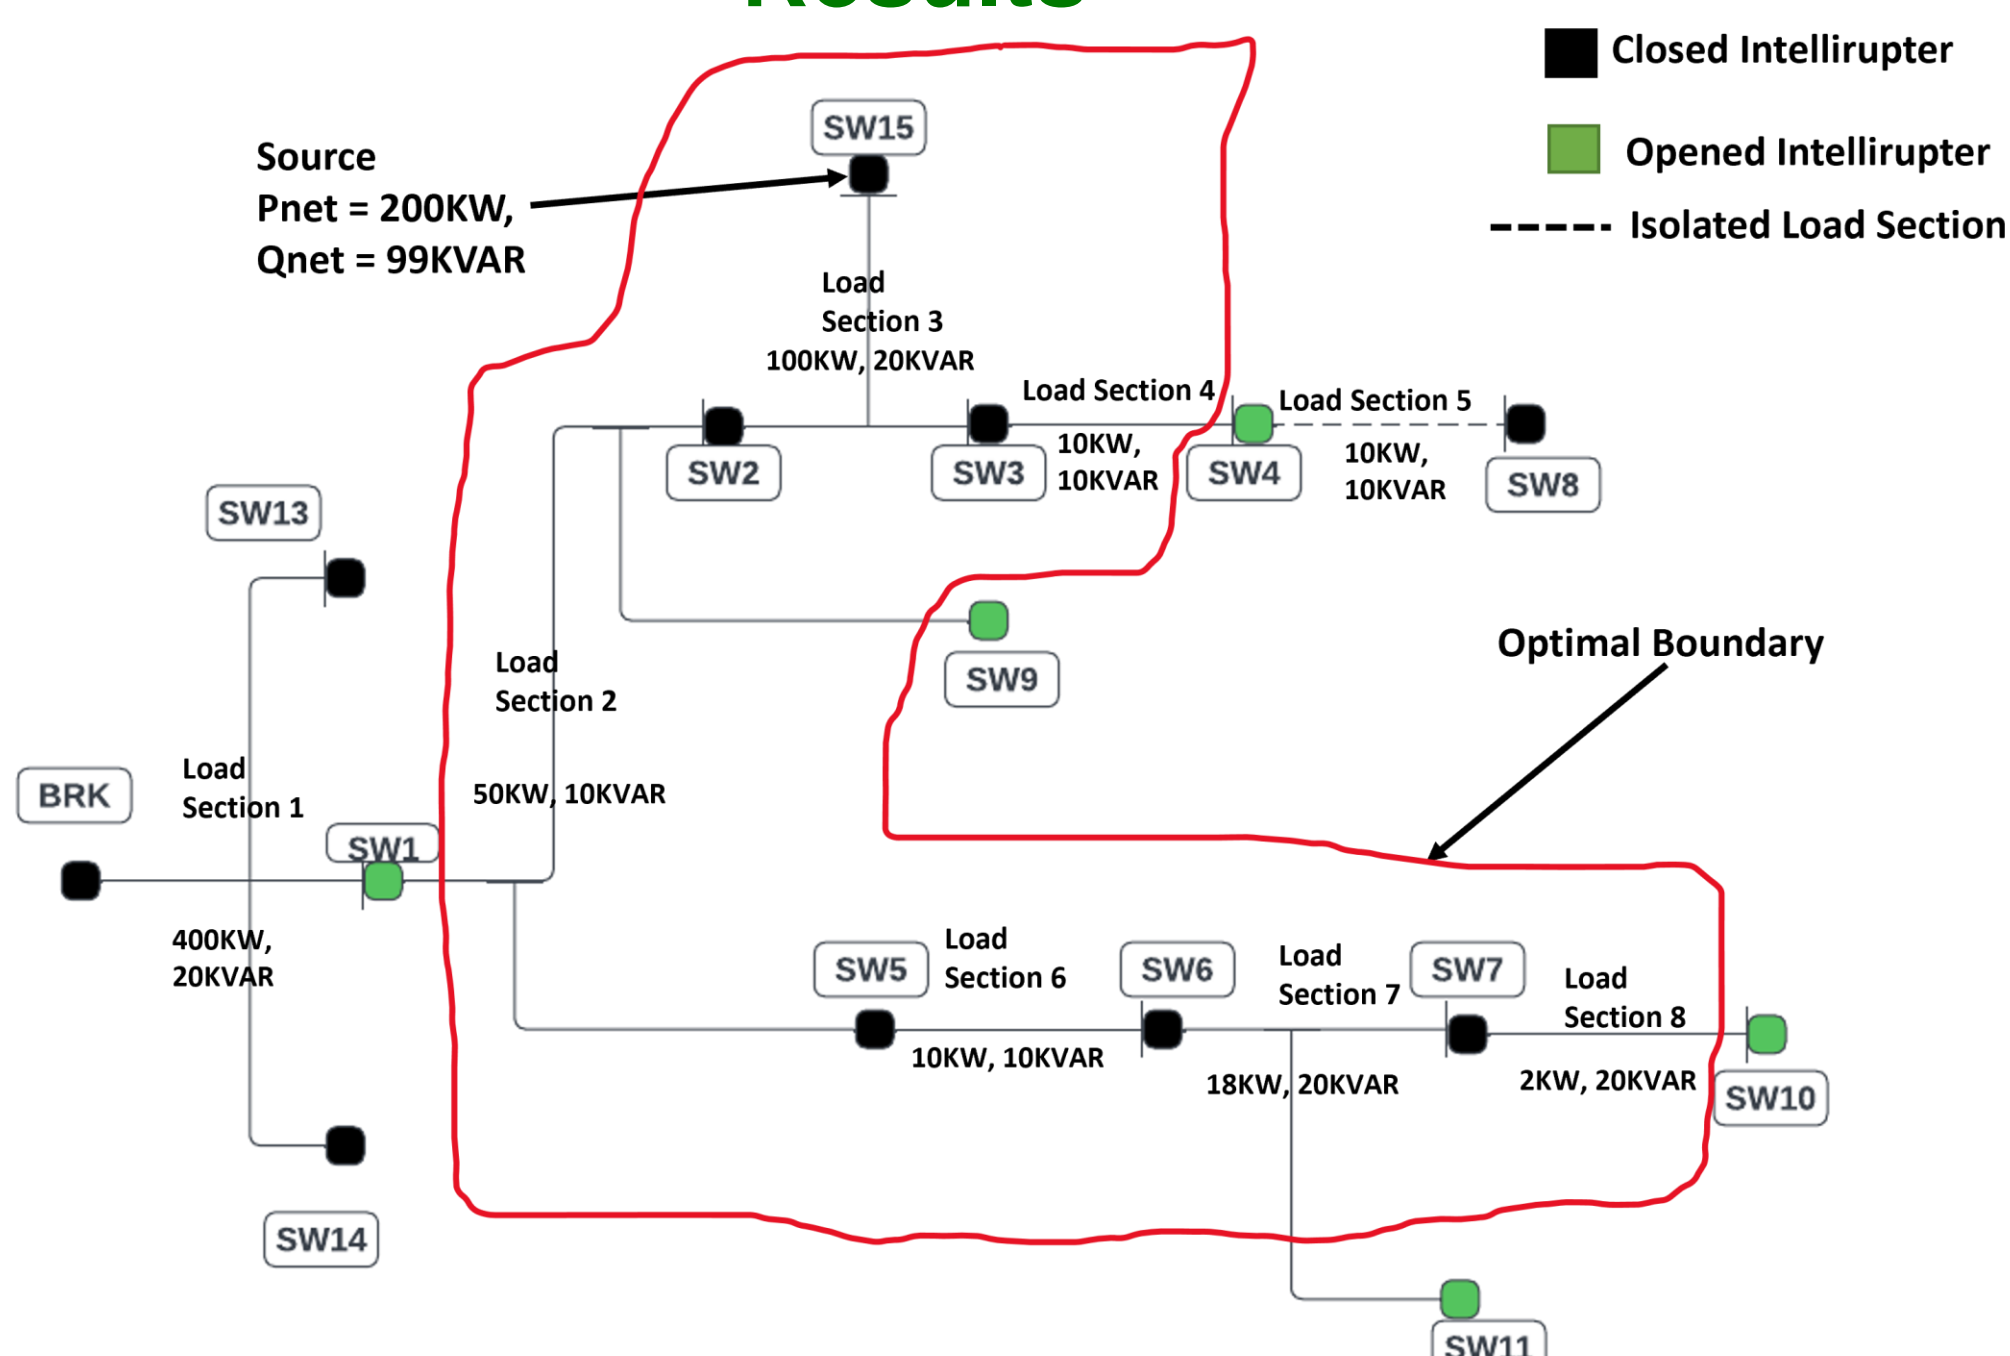 Results
Closed Intellirupter
Opened Intellirupter
Isolated Load Section
SW15
Source
Pnet = 200KW,
Qnet = 99KVAR
Load
Section 3
100KW, 20KVAR
Load Section 4
10KW,
10KVAR
Load Section 5
10KW,
10KVAR
SW2
SW3
SW4
SW8
SW13
SW9
Optimal Boundary
Load
Section 2
50KW, 10KVAR
Load
Section 1
BRK
SW1
400KW,
20KVAR
SW5
Load
Section 6
SW6
Load
Section 7
SW7
Load
Section 8
10KW, 10KVAR
18KW, 20KVAR
2KW, 20KVAR
SW10
SW14
SW11